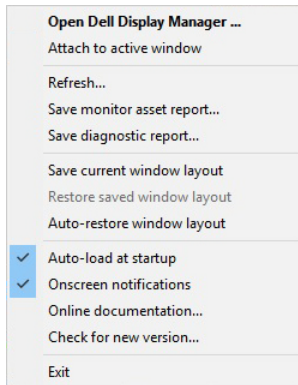 Open Dell Display Manager ...
Attach to active window
Refresh...
Save monitor asset report...
Save diagnostic report...
Save current window layout
Restore saved window layout
Auto-restore window layout
Auto-load at startup
Onscreen notifications
Online documentation...
Check for new version...
Exit